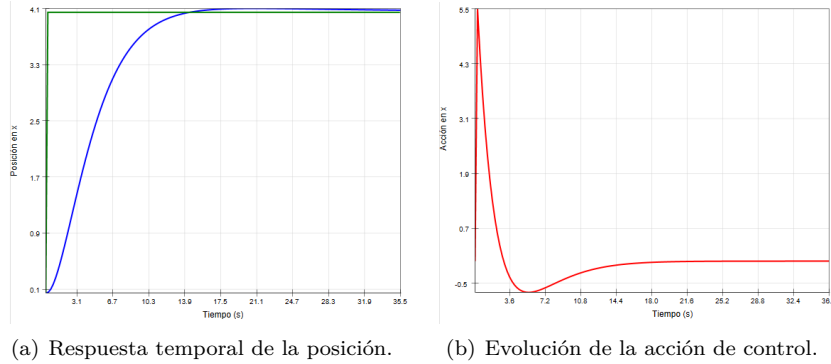 4.1
3.3
2.5
1.7
0.9
0.1
Posición en x
3.1 6.7 10.3 13.9 17.5 21.1 24.7 28.3 31.9 35.5
Tiempo (s)
(a) Respuesta temporal de la posición.
5.5
4.3
3.1
1.9
0.7
-0.5
Acción en x
3.6 7.2 10.8 14.4 18.0 21.6 25.2 28.8 32.4 36.
Tiempo (s)
(b) Evolución de la acción de control.